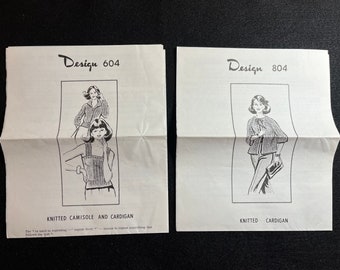 Design 604
KNITTED CAMISOLE AND CARDIGAN
Design 804
KNITTED CARDIGAN